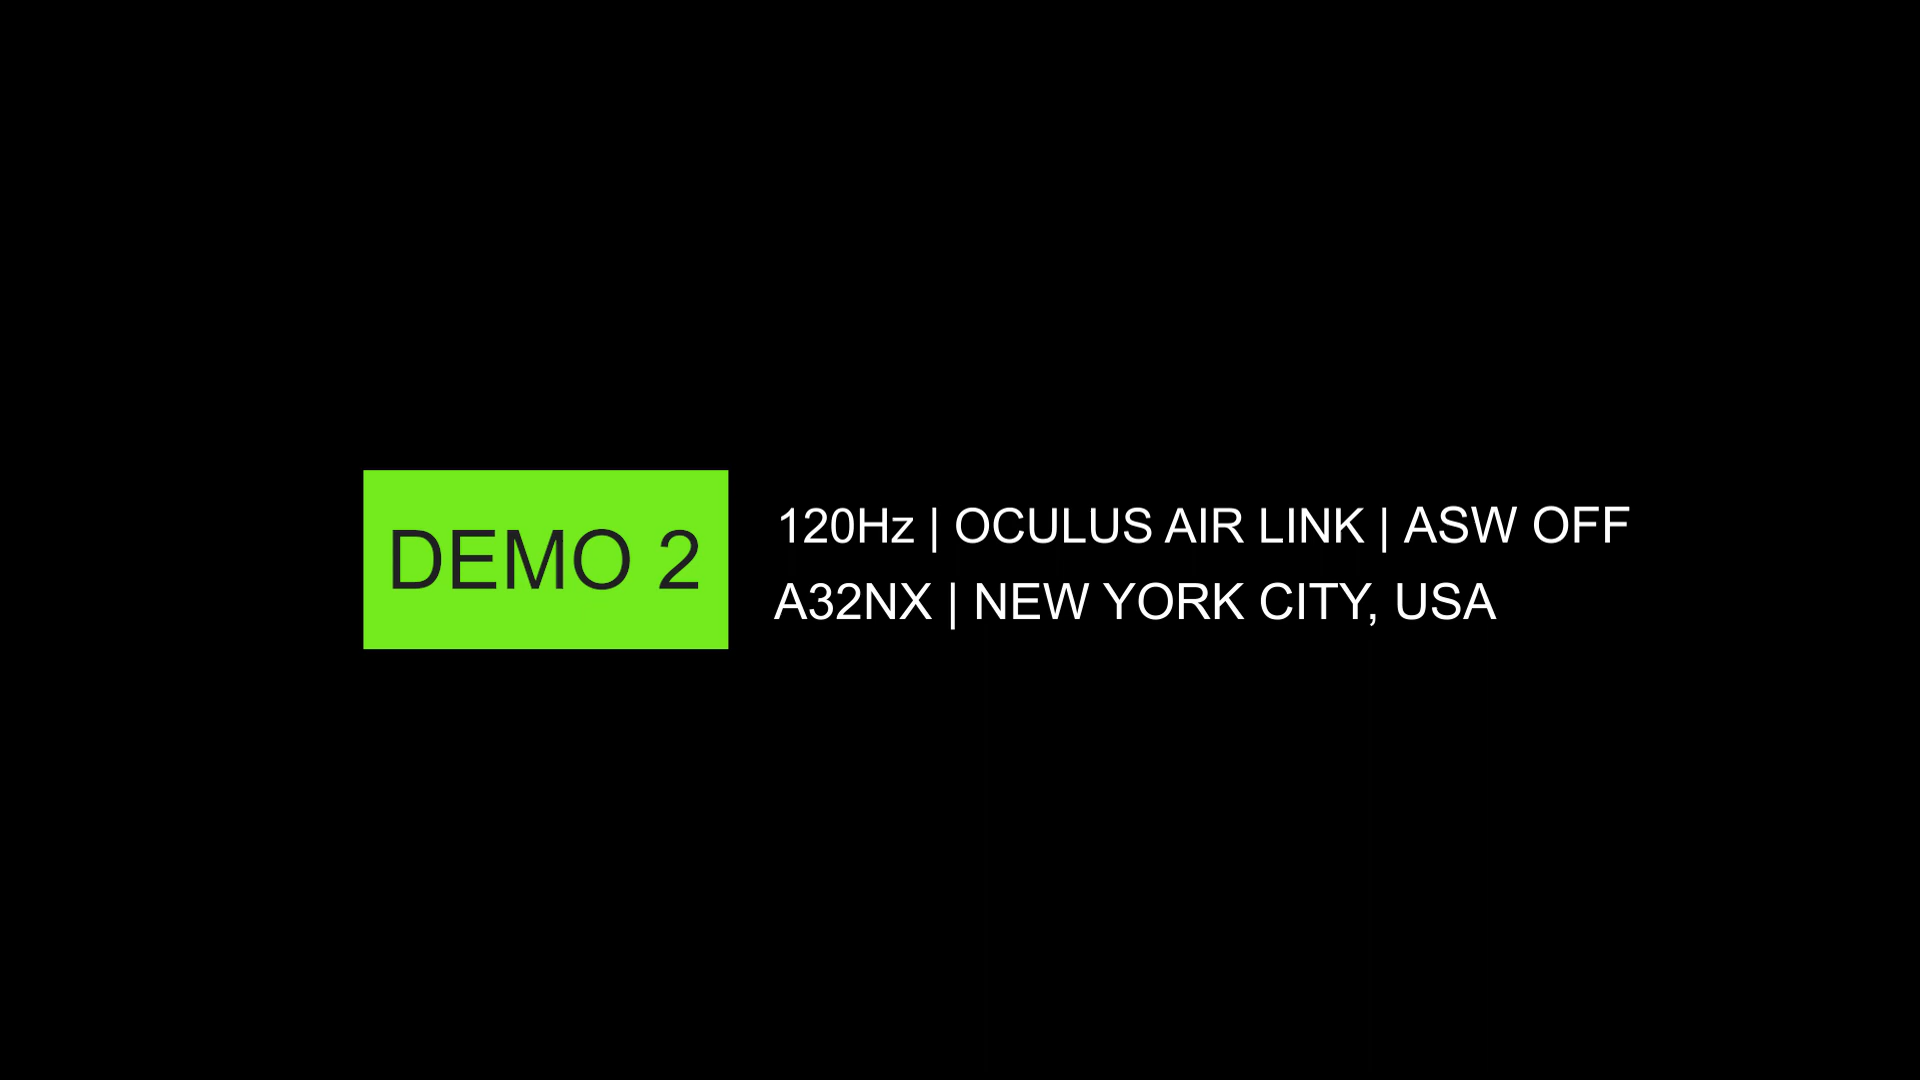 DEMO 2
120Hz | OCULUS AIR LINK | ASW OFF
A32NX | NEW YORK CITY, USA